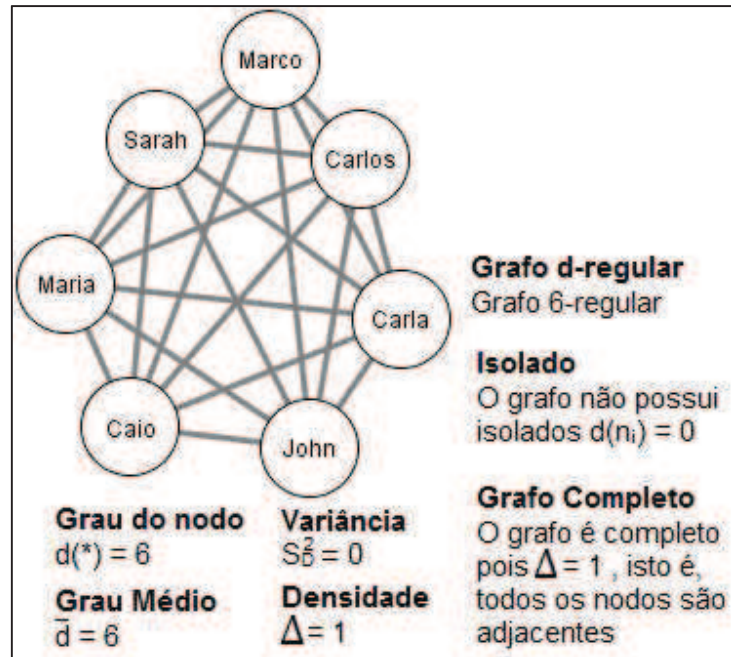 Marco
Sarah
Carlos
Maria
Carla
Caio
John
Grafo d-regular
Grafo 6-regular
Isolado
O grafo não possui
isolados d(nᵢ) = 0
Grafo Completo
O grafo é completo
pois Δ = 1 , isto é,
todos os nodos são
adjacentes
Grau do nodo
d(*) = 6
Variância
S²_D = 0
Grau Médio
d̅ = 6
Densidade
Δ = 1